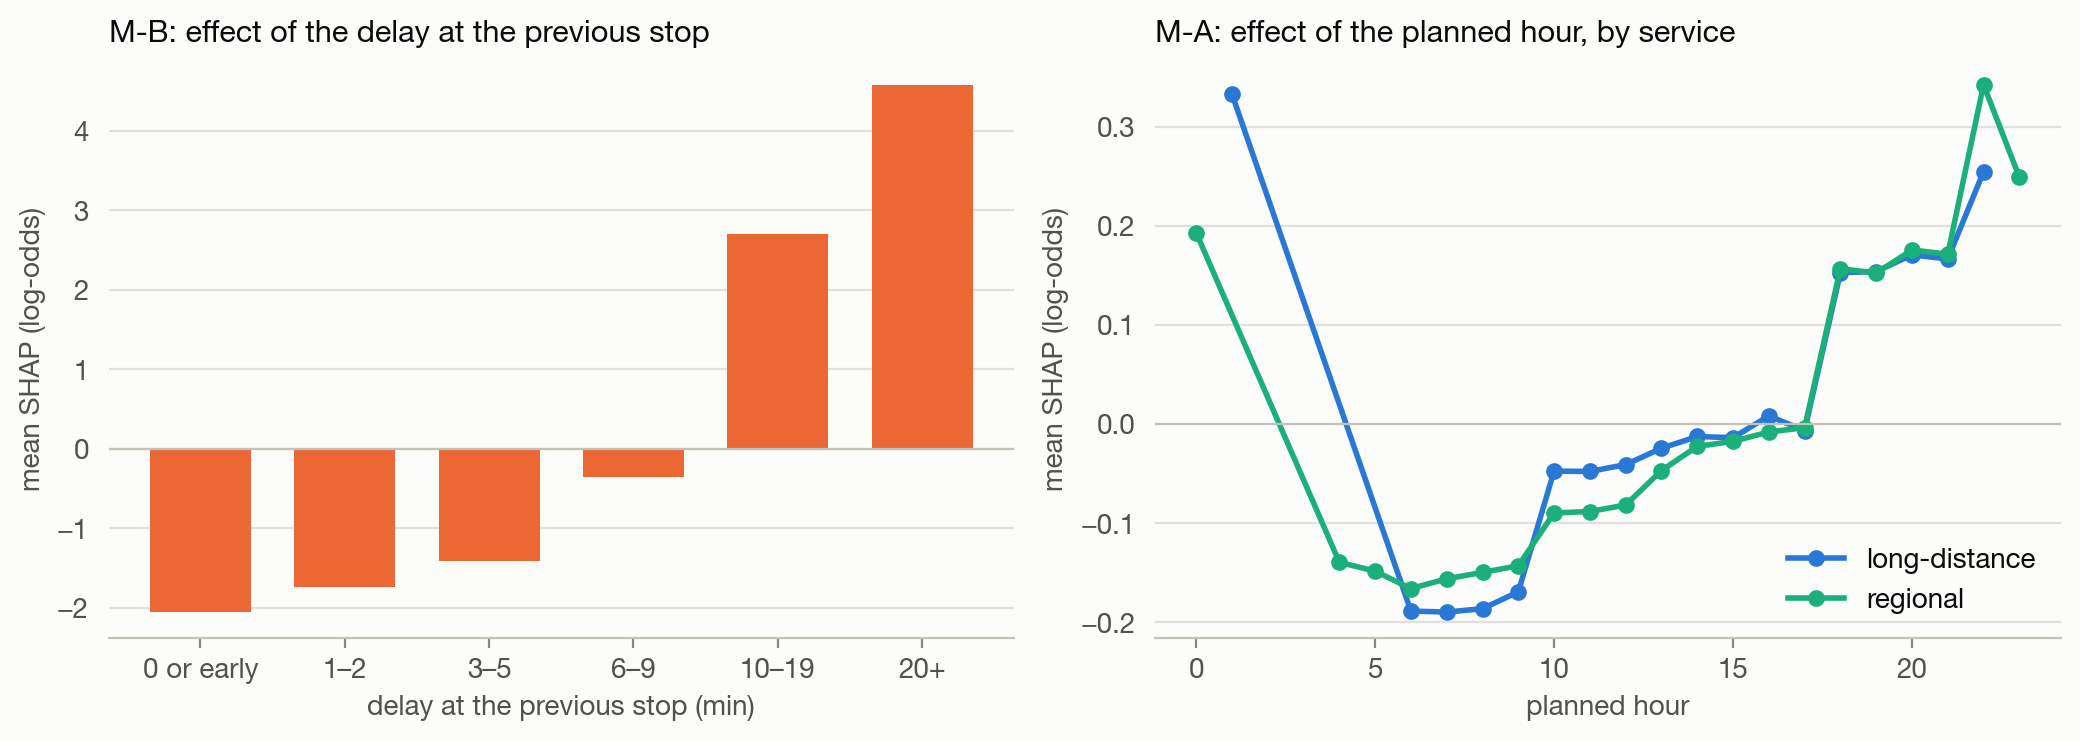 M-B: effect of the delay at the previous stop
mean SHAP (log-odds)
4
3
2
1
0
–1
–2
0 or early
1–2
3–5
6–9
10–19
20+
delay at the previous stop (min)
M-A: effect of the planned hour, by service
mean SHAP (log-odds)
0.3
0.2
0.1
0.0
–0.1
–0.2
0
5
10
15
20
planned hour
long-distance
regional